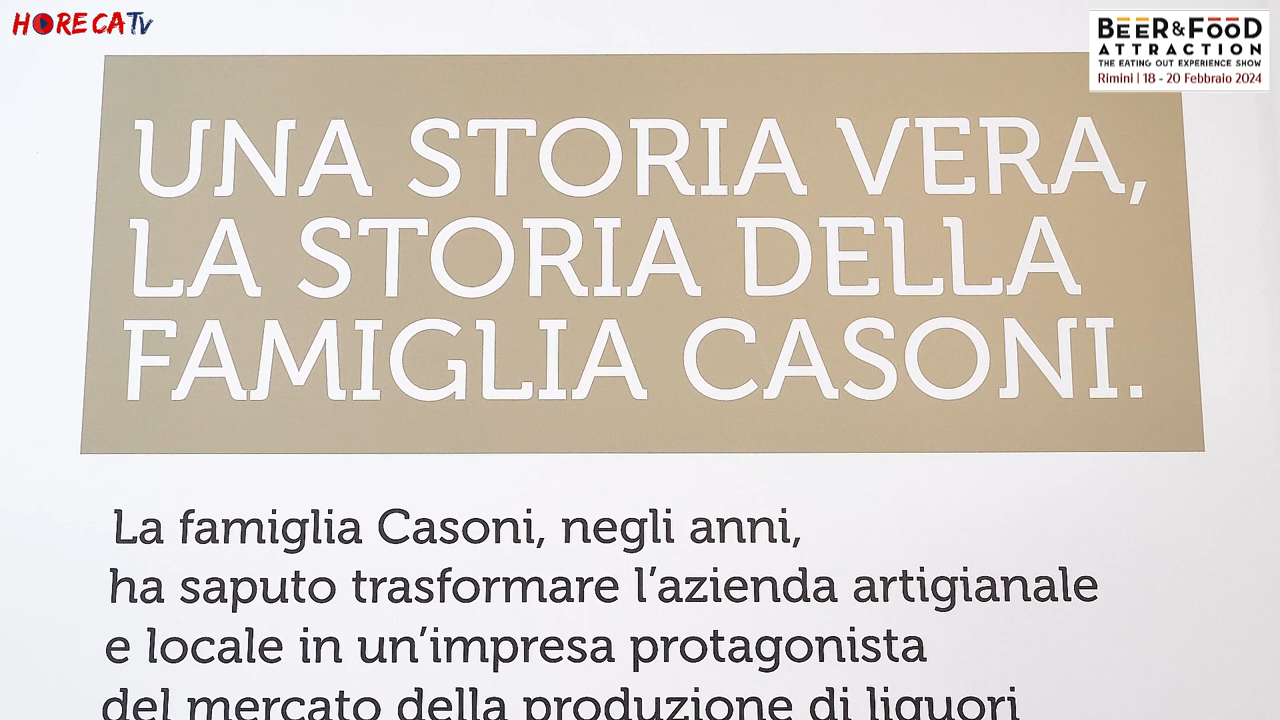 HORECATv
BEER&FOOD
ATTRACTION
THE EATING OUT EXPERIENCE SHOW
Rimini | 18 - 20 Febbraio 2024
UNA STORIA VERA,
LA STORIA DELLA
FAMIGLIA CASONI.
La famiglia Casoni, negli anni,
ha saputo trasformare l’azienda artigianale
e locale in un’impresa protagonista
del mercato della produzione di liquori